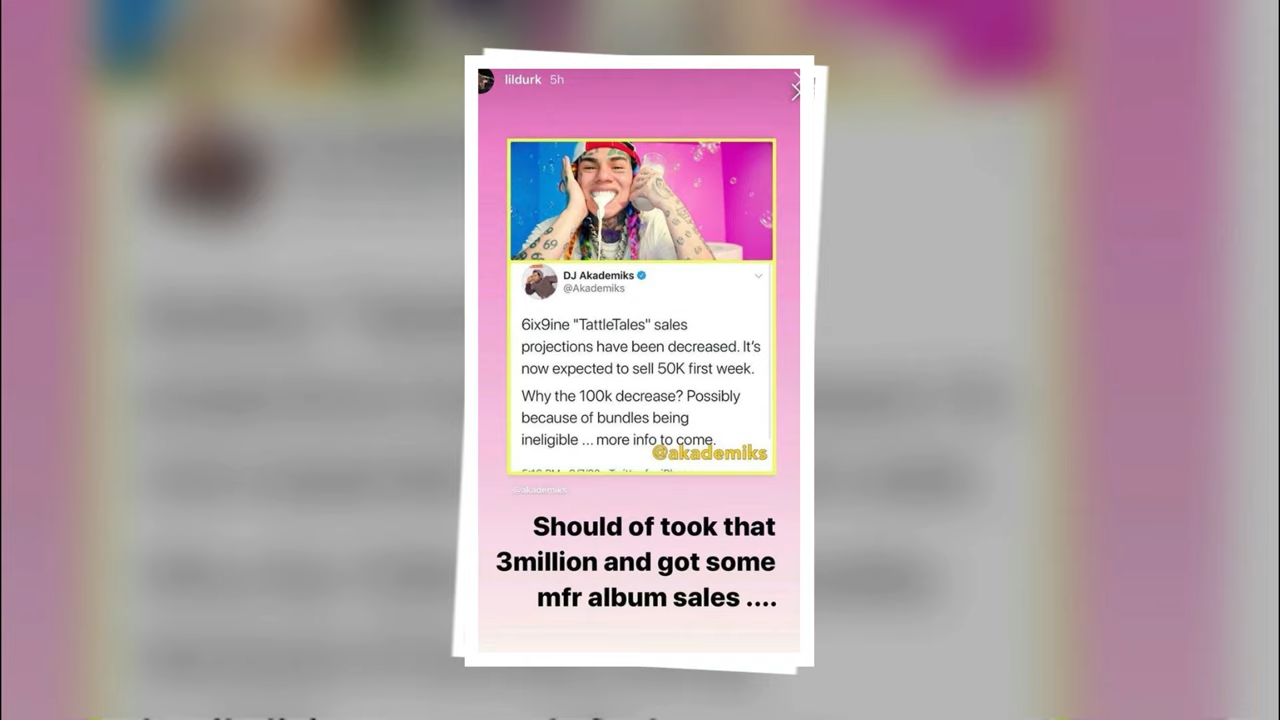 lildurk 5h
DJ Akademiks
@Akademiks
6ix9ine "TattleTales" sales
projections have been decreased. It's
now expected to sell 50K first week.
Why the 100k decrease? Possibly
because of bundles being
ineligible ... more info to come.
@akademiks
@akademiks
Should of took that
3million and got some
mfr album sales ....